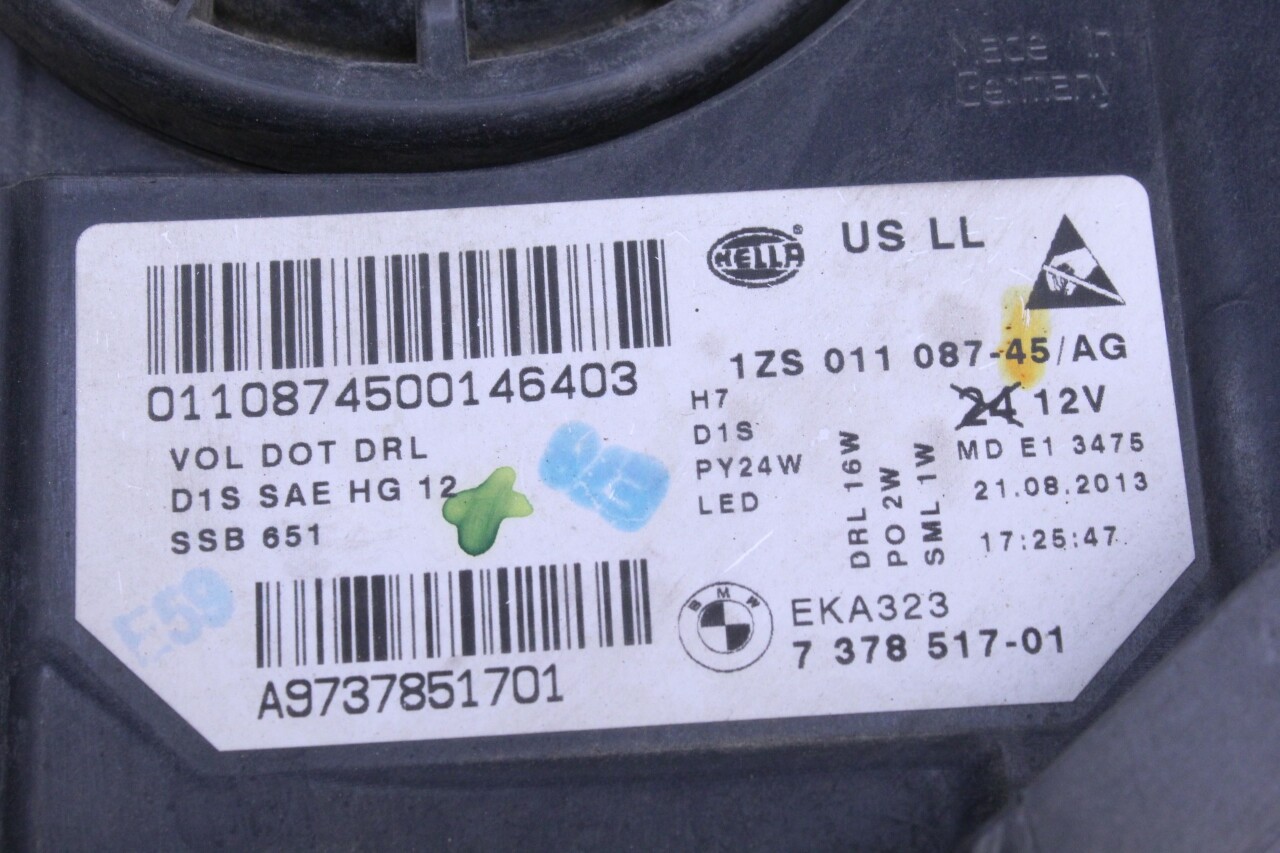 Made in
Germany
HELLA®
US LL
0110874500146403
1ZS 011 087-45/AG
H7
24 12V
VOL DOT DRL
D1S
MD E1 3475
D1S SAE HG 12
PY24W
21.08.2013
SSB 651
LED
DRL 16W
PO 2W
SML 1W
17:25:47
E59
BMW
EKA323
7 378 517-01
A9737851701